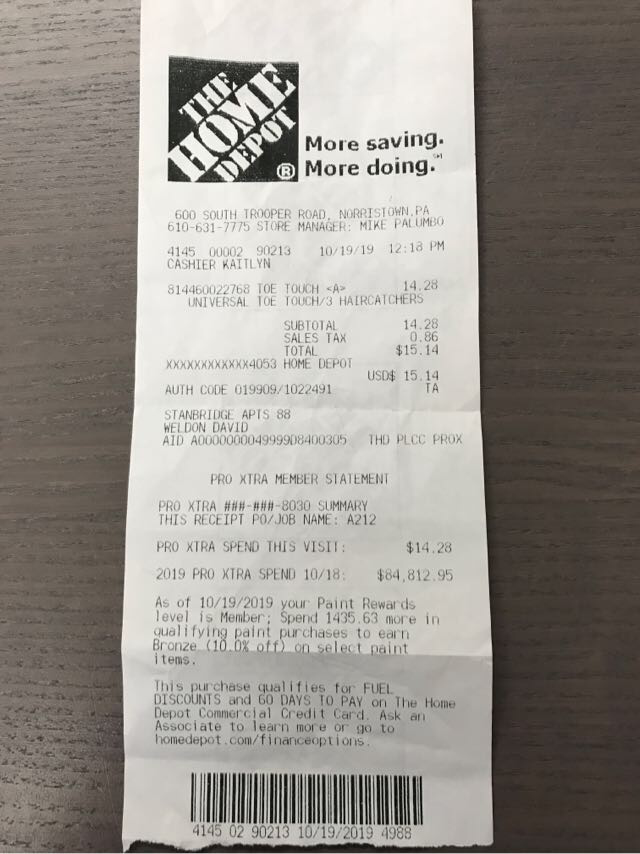 THE
HOME
DEPOT
®
More saving.
More doing.℠
600 SOUTH TROOPER ROAD, NORRISTOWN,PA
610-631-7775 STORE MANAGER: MIKE PALUMBO
4145 00002 90213 10/19/19 12:18 PM
CASHIER KAITLYN
814460022768 TOE TOUCH <A> 14.28
UNIVERSAL TOE TOUCH/3 HAIRCATCHERS
SUBTOTAL 14.28
SALES TAX 0.86
TOTAL $15.14
XXXXXXXXXXXX4053 HOME DEPOT
USD$ 15.14
AUTH CODE 019909/1022491 TA
STANBRIDGE APTS 88
WELDON DAVID
AID A0000000049999D8400305 THD PLCC PROX
PRO XTRA MEMBER STATEMENT
PRO XTRA ###-###-8030 SUMMARY
THIS RECEIPT PO/JOB NAME: A212
PRO XTRA SPEND THIS VISIT: $14.28
2019 PRO XTRA SPEND 10/18: $84,812.95
As of 10/19/2019 your Paint Rewards
level is Member; Spend 1435.63 more in
qualifying paint purchases to earn
Bronze (10.0% off) on select paint
items.
This purchase qualifies for FUEL
DISCOUNTS and 60 DAYS TO PAY on The Home
Depot Commercial Credit Card. Ask an
Associate to learn more or go to
homedepot.com/financeoptions.
4145 02 90213 10/19/2019 4988